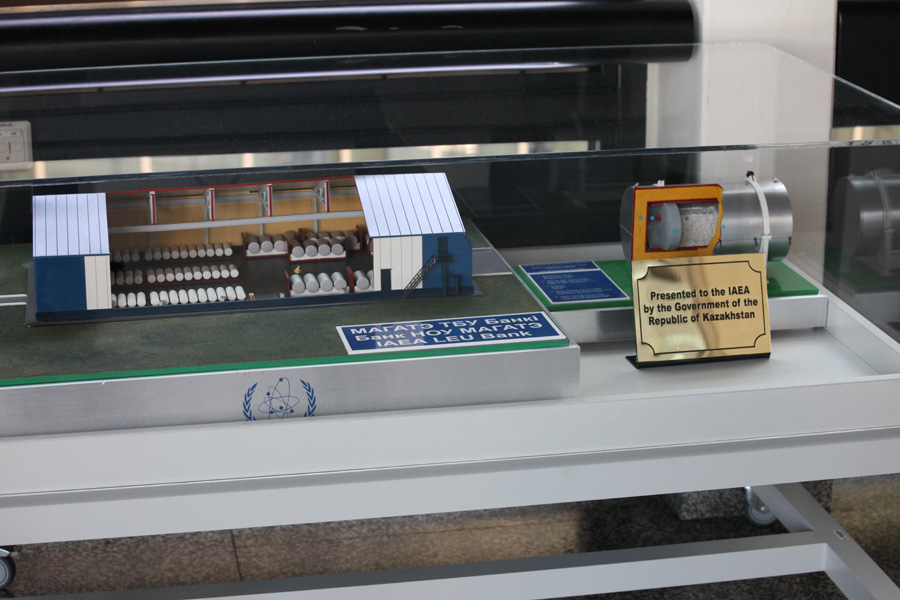 МАГАТЭ ТБУ Банкі
Банк НОУ МАГАТЭ
IAEA LEU Bank
Presented to the IAEA
by the Government of the
Republic of Kazakhstan